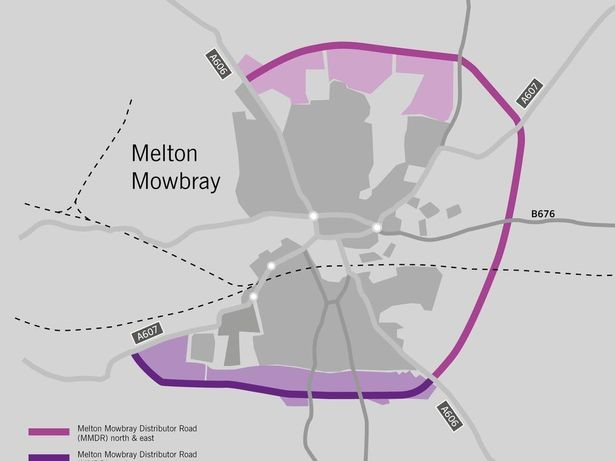 A606
A607
Melton
Mowbray
B676
A607
A606
Melton Mowbray Distributor Road
(MMDR) north & east
Melton Mowbray Distributor Road